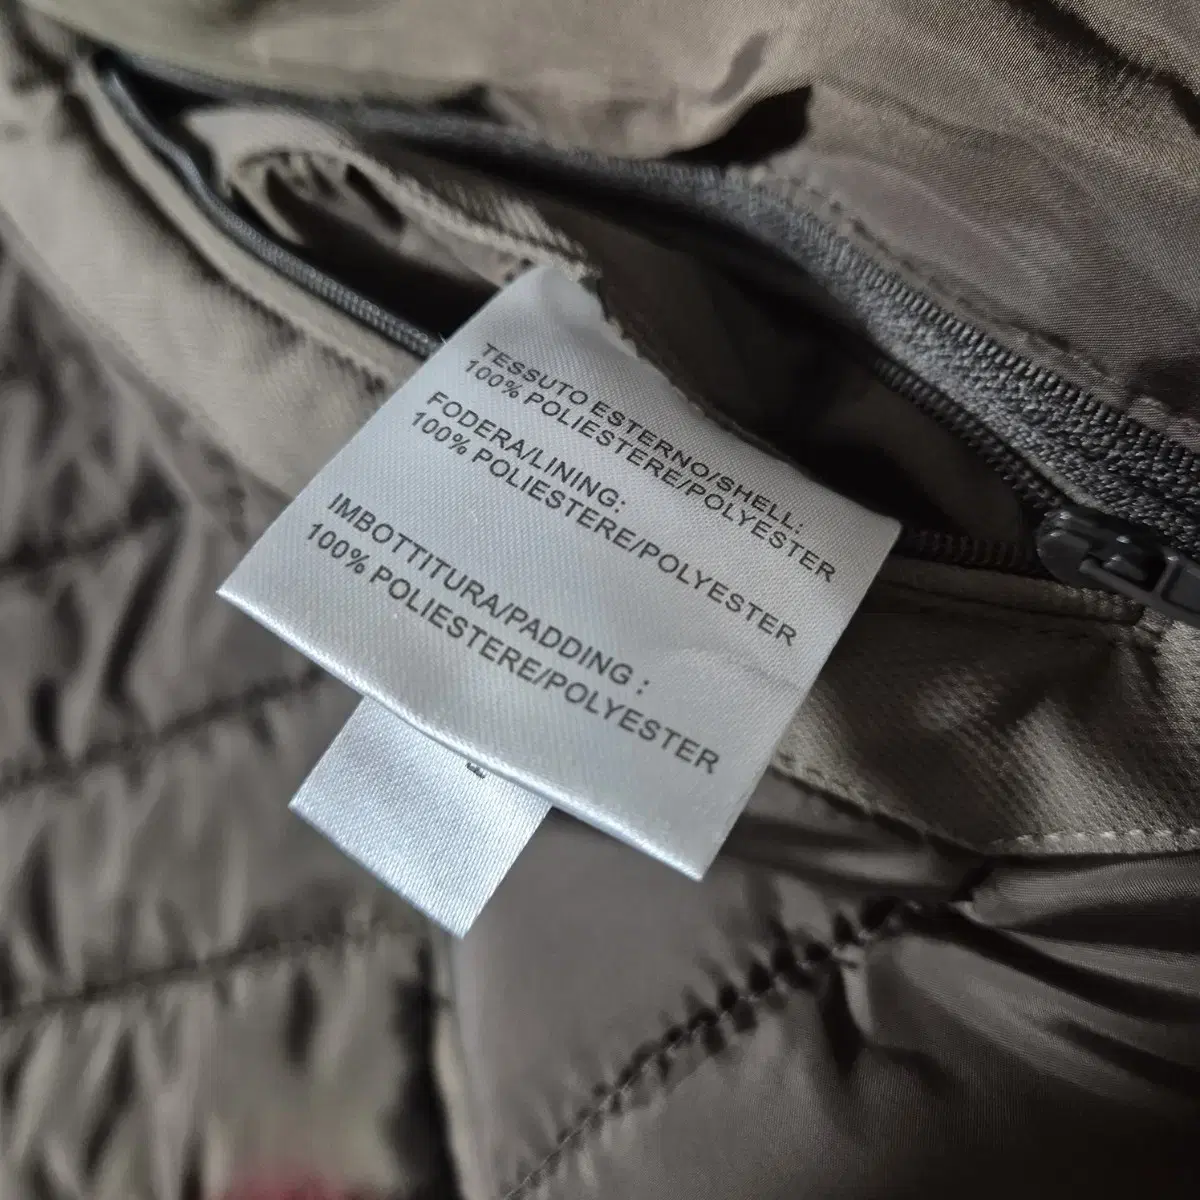 TESSUTO ESTERNO/SHELL:
100% POLIESTERE/POLYESTER
FODERA/LINING:
100% POLIESTERE/POLYESTER
IMBOTTITURA/PADDING :
100% POLIESTERE/POLYESTER